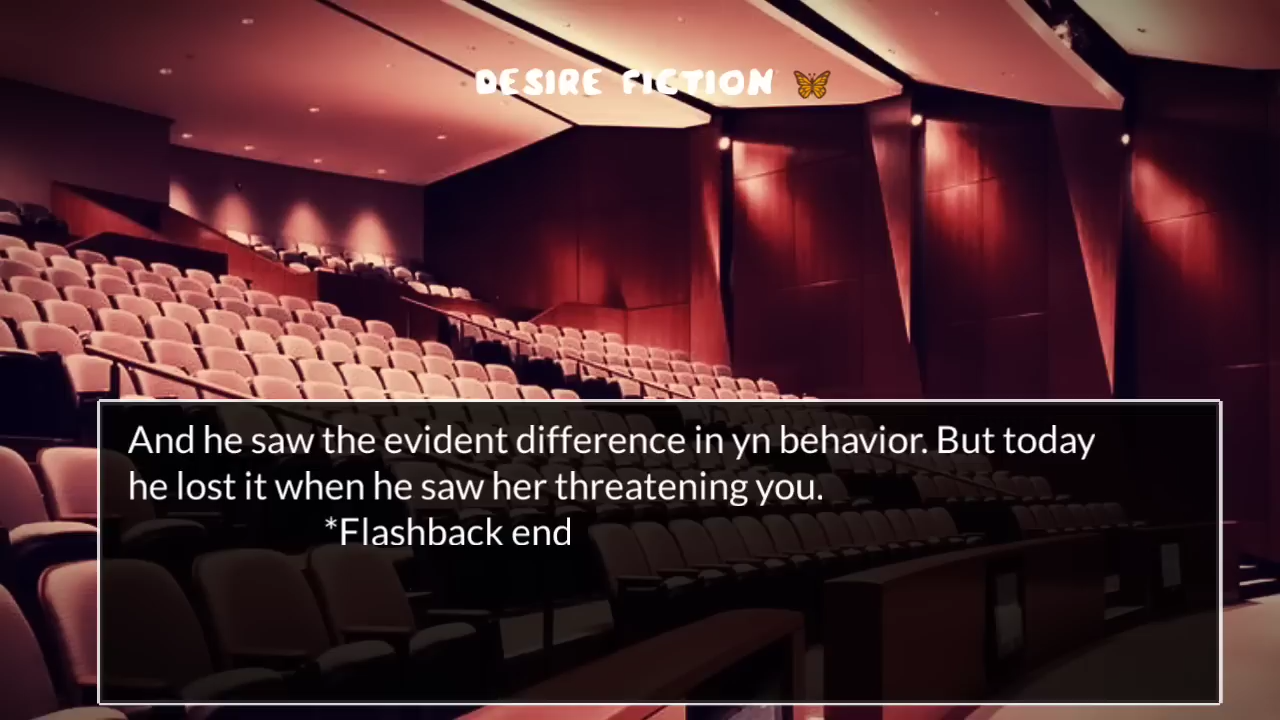 DESIRE FICTION 🦋
And he saw the evident difference in yn behavior. But today
he lost it when he saw her threatening you.
*Flashback end